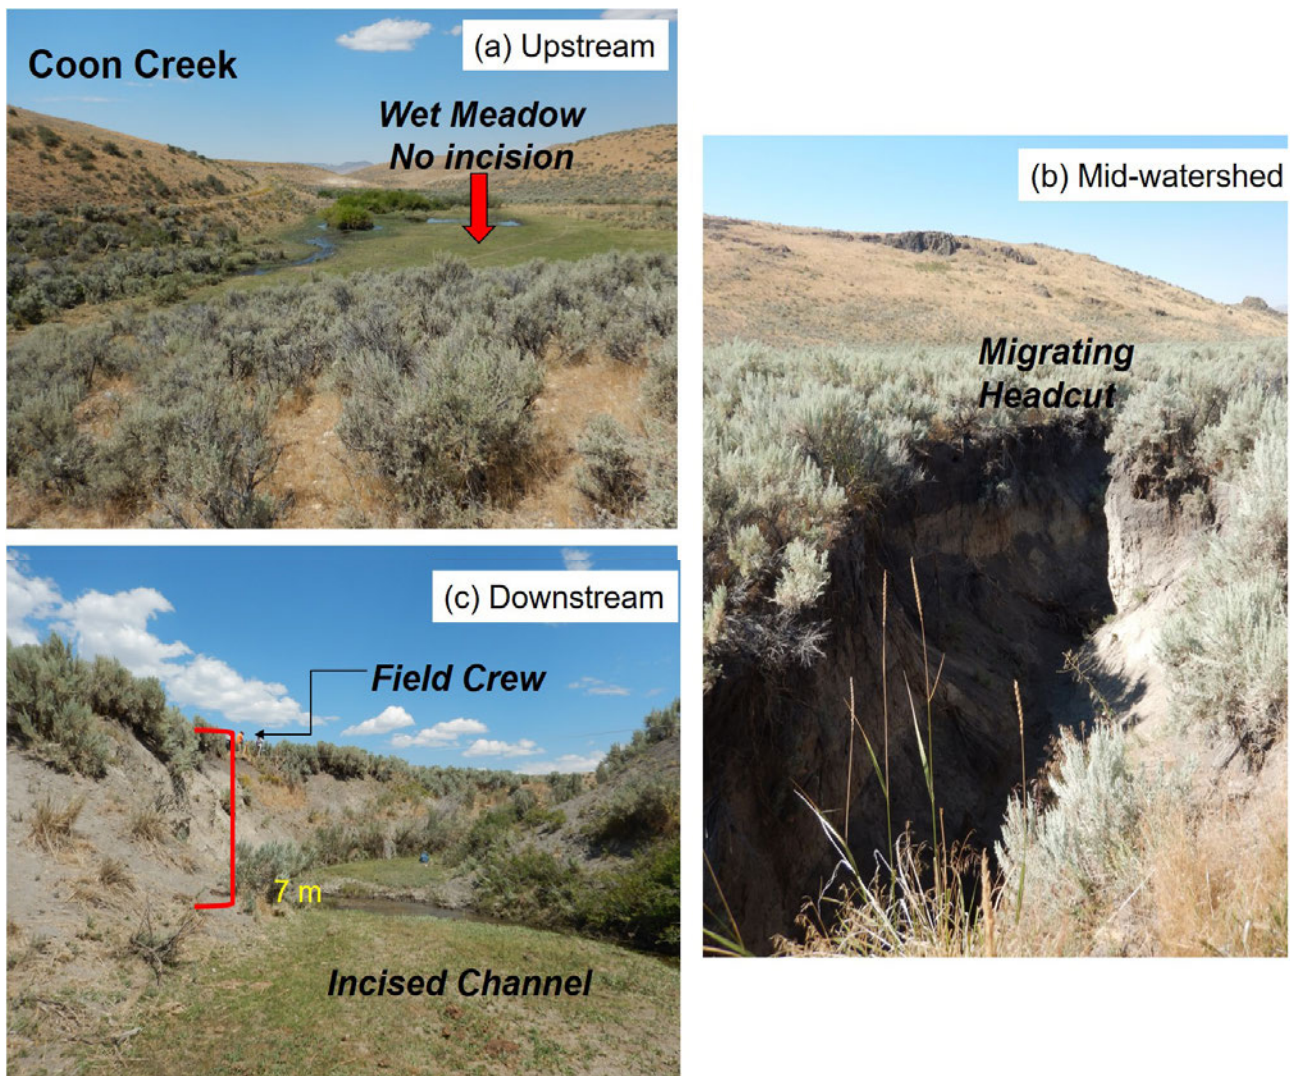 Coon Creek
(a) Upstream
Wet Meadow
No incision
(b) Mid-watershed
Migrating
Headcut
(c) Downstream
Field Crew
7 m
Incised Channel